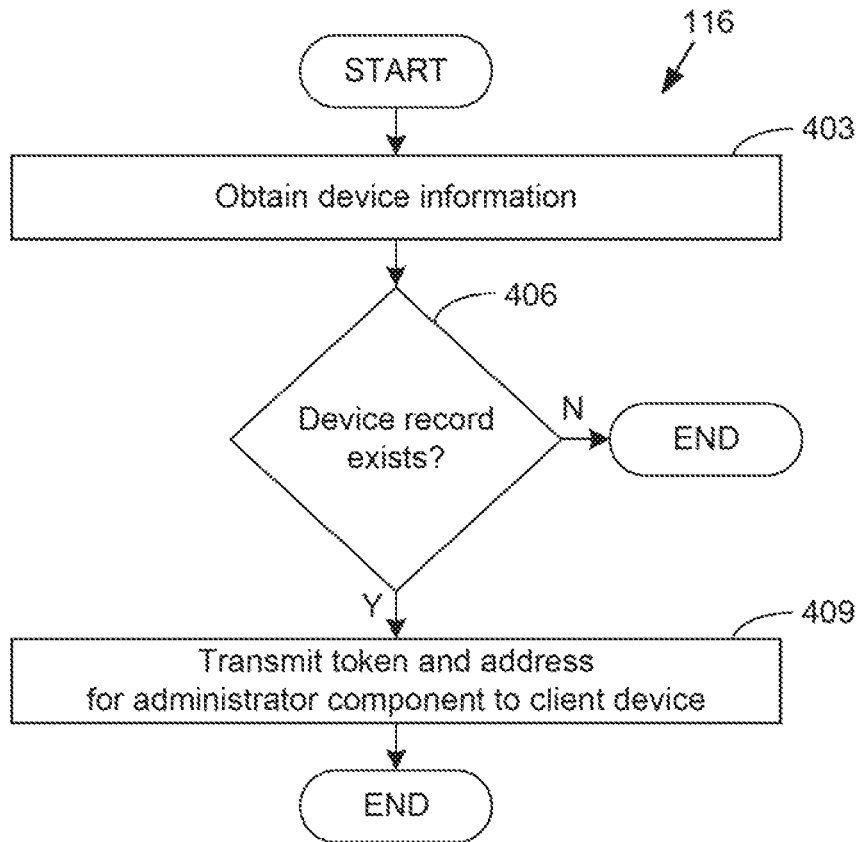 116
START
403
Obtain device information
406
Device record
exists?
N
END
Y
409
Transmit token and address
for administrator component to client device
END